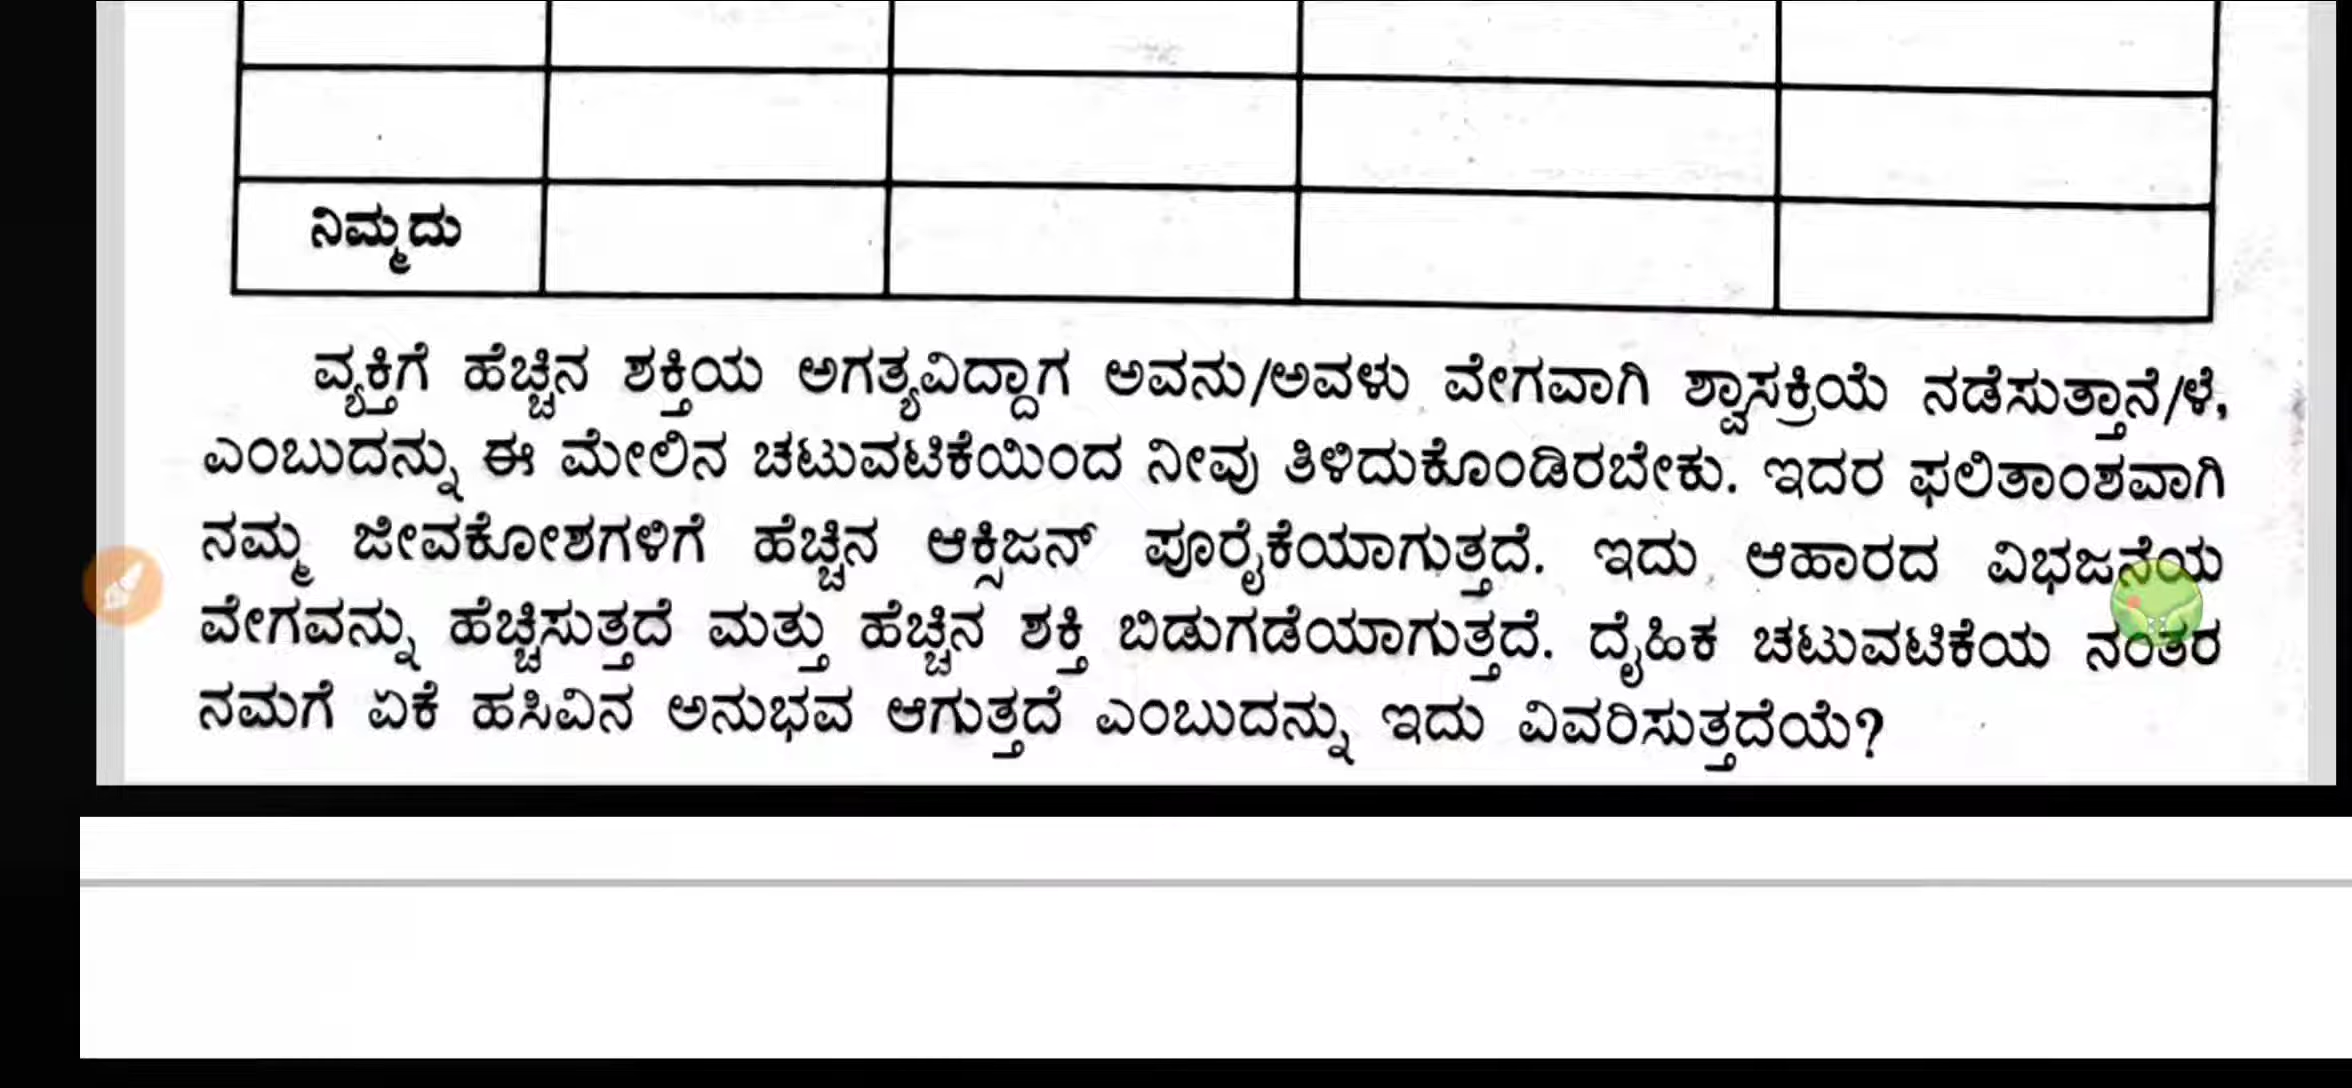 ನಿಮ್ಮದು
ವ್ಯಕ್ತಿಗೆ ಹೆಚ್ಚಿನ ಶಕ್ತಿಯ ಅಗತ್ಯವಿದ್ದಾಗ ಅವನು/ಅವಳು ವೇಗವಾಗಿ ಶ್ವಾಸಕ್ರಿಯೆ ನಡೆಸುತ್ತಾನೆ/ಳೆ,
ಎಂಬುದನ್ನು ಈ ಮೇಲಿನ ಚಟುವಟಿಕೆಯಿಂದ ನೀವು ತಿಳಿದುಕೊಂಡಿರಬೇಕು. ಇದರ ಫಲಿತಾಂಶವಾಗಿ
ನಮ್ಮ ಜೀವಕೋಶಗಳಿಗೆ ಹೆಚ್ಚಿನ ಆಕ್ಸಿಜನ್ ಪೂರೈಕೆಯಾಗುತ್ತದೆ. ಇದು ಆಹಾರದ ವಿಭಜನೆಯ
ವೇಗವನ್ನು ಹೆಚ್ಚಿಸುತ್ತದೆ ಮತ್ತು ಹೆಚ್ಚಿನ ಶಕ್ತಿ ಬಿಡುಗಡೆಯಾಗುತ್ತದೆ. ದೈಹಿಕ ಚಟುವಟಿಕೆಯ ನಂತರ
ನಮಗೆ ಏಕೆ ಹಸಿವಿನ ಅನುಭವ ಆಗುತ್ತದೆ ಎಂಬುದನ್ನು ಇದು ವಿವರಿಸುತ್ತದೆಯೆ?